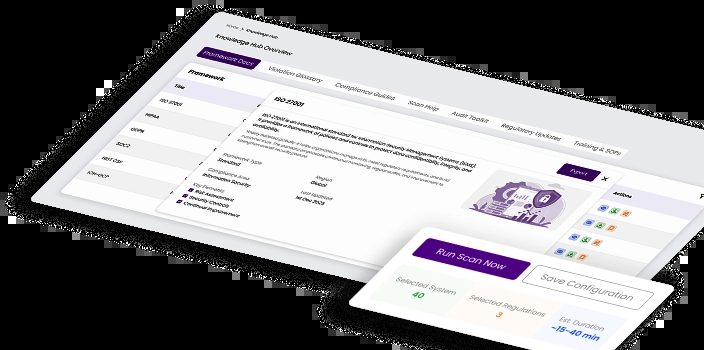 Home > Knowledge Hub
Knowledge Hub Overview
Framework Docs
Violation Glossary
Compliance Guides
Scan Help
Audit Toolkit
Regulatory Updates
Training & SOPs
Framework
Title
ISO 27001
HIPAA
GDPR
SOC2
NIST CSF
ISO 27001
ISO 27001 is an international standard for Information Security Management Systems (ISMS).
It provides a framework of policies and controls to protect data confidentiality, integrity, and
availability.
Framework Type
Standard
Region
Global
Compliance Area
Information Security
Last Updated
1st Dec 2023
Key Elements
Risk Assessment
Security Controls
Continual Improvement
Export
Actions
Run Scan Now
Save Configuration
Selected System
40
Selected Regulations
3
Est. Duration
~15-40 min